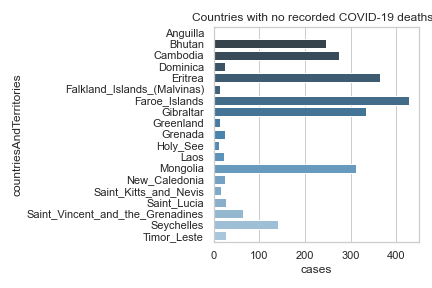 Countries with no recorded COVID-19 deaths
countriesAndTerritories
Anguilla
Bhutan
Cambodia
Dominica
Eritrea
Falkland_Islands_(Malvinas)
Faroe_Islands
Gibraltar
Greenland
Grenada
Holy_See
Laos
Mongolia
New_Caledonia
Saint_Kitts_and_Nevis
Saint_Lucia
Saint_Vincent_and_the_Grenadines
Seychelles
Timor_Leste
0 100 200 300 400
cases